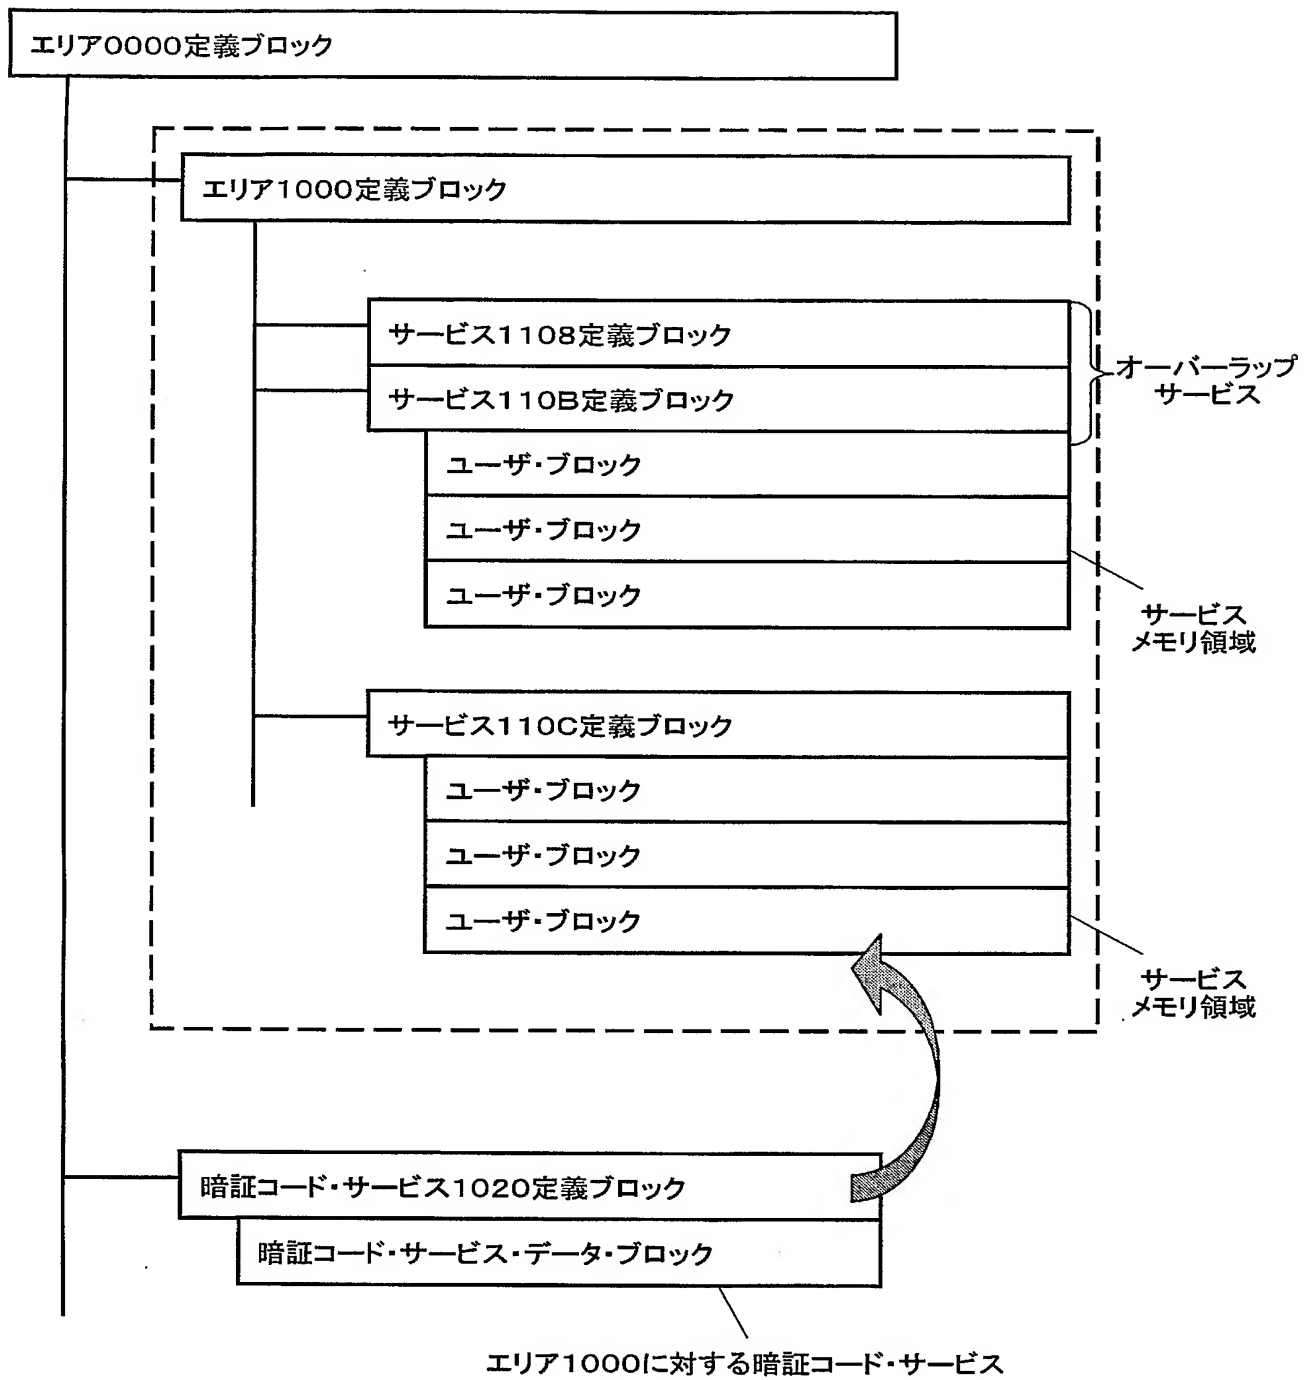 エリア0000定義ブロック
エリア1000定義ブロック
サービス1108定義ブロック
サービス110B定義ブロック
オーバーラップ
サービス
ユーザ・ブロック
ユーザ・ブロック
ユーザ・ブロック
サービス
メモリ領域
サービス110C定義ブロック
ユーザ・ブロック
ユーザ・ブロック
ユーザ・ブロック
サービス
メモリ領域
暗証コード・サービス1020定義ブロック
暗証コード・サービス・データ・ブロック
エリア1000に対する暗証コード・サービス